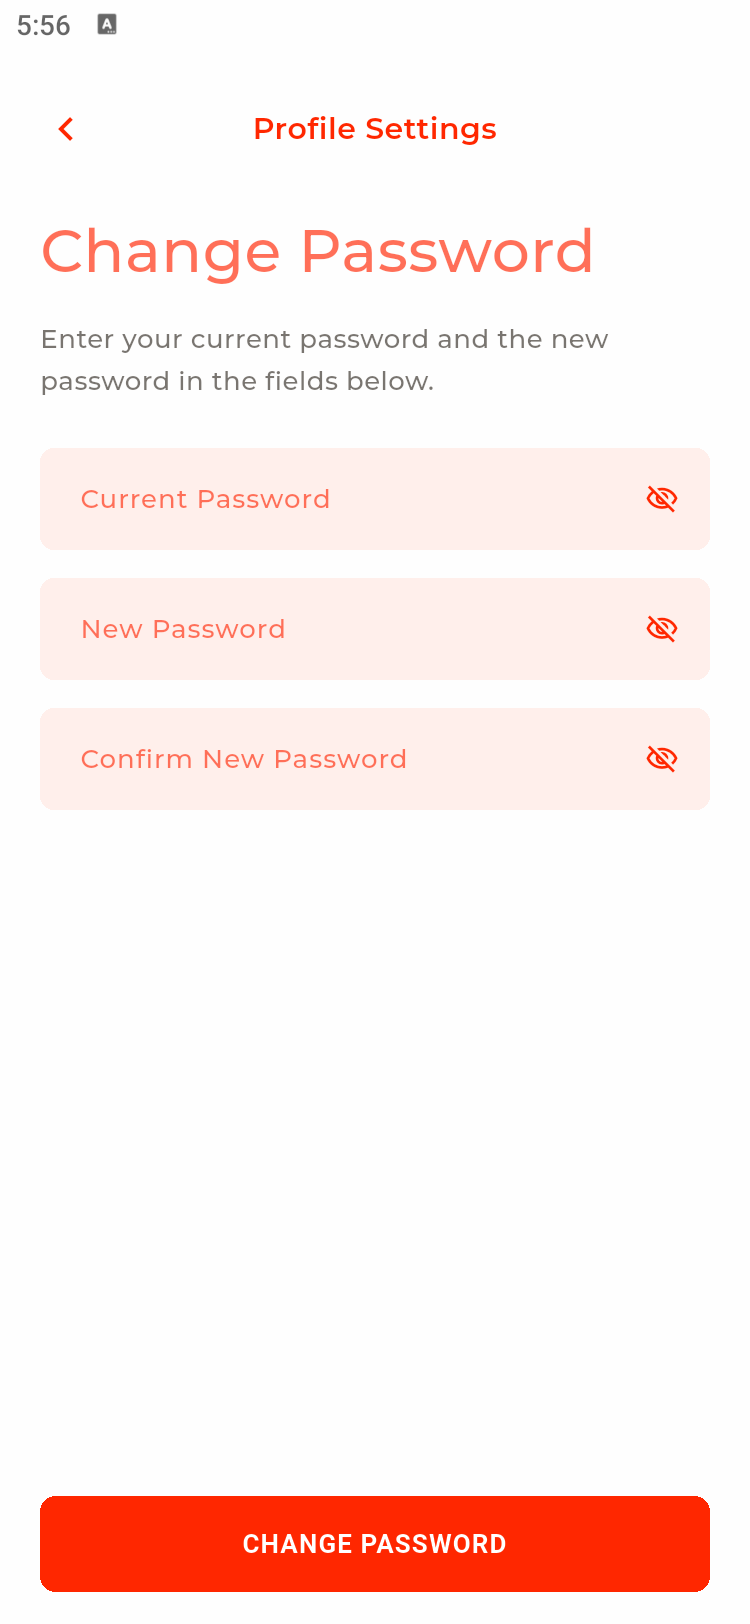 5:56
Profile Settings
Change Password
Enter your current password and the new
password in the fields below.
Current Password
New Password
Confirm New Password
CHANGE PASSWORD